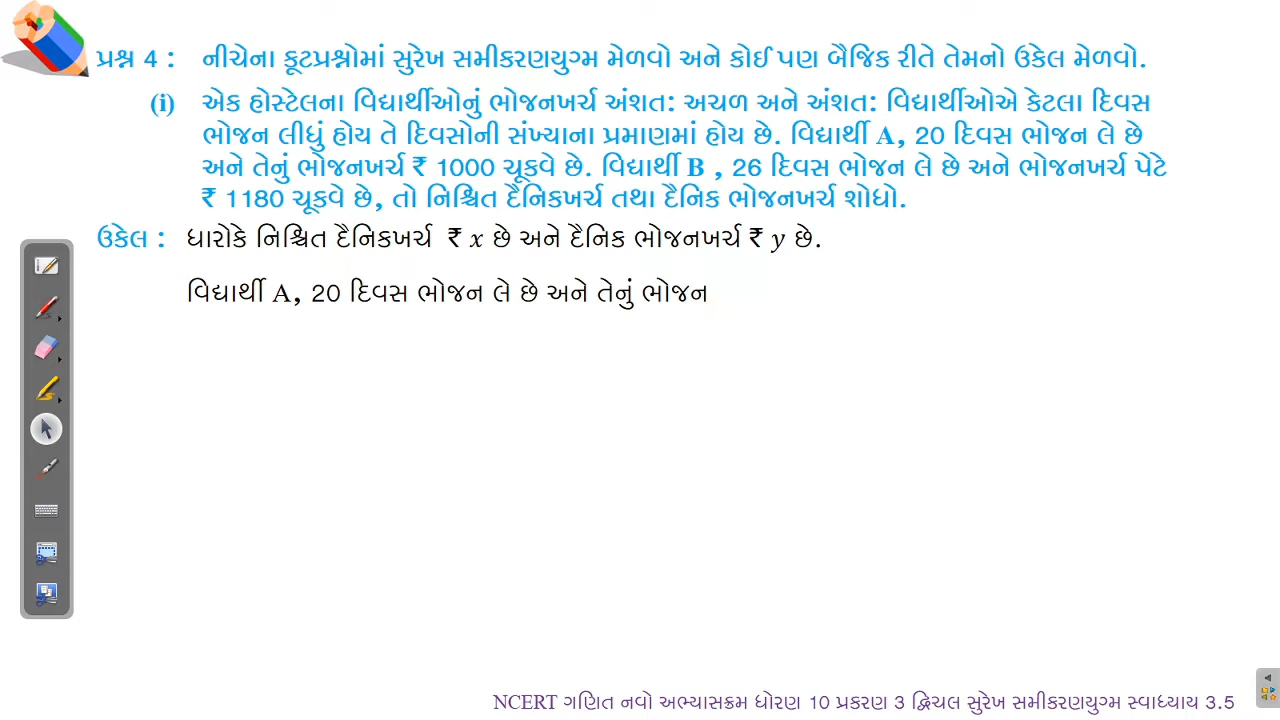 પ્રશ્ન 4 : નીચેના કૂટપ્રશ્નોમાં સુરેખ સમીકરણયુગ્મ મેળવો અને કોઈ પણ બૈજિક રીતે તેમનો ઉકેલ મેળવો.
(i) એક હોસ્ટેલના વિદ્યાર્થીઓનું ભોજનખર્ચ અંશત: અચળ અને અંશત: વિદ્યાર્થીઓએ કેટલા દિવસ
ભોજન લીધું હોય તે દિવસોની સંખ્યાના પ્રમાણમાં હોય છે. વિદ્યાર્થી A, 20 દિવસ ભોજન લે છે
અને તેનું ભોજનખર્ચ ₹ 1000 ચૂકવે છે. વિદ્યાર્થી B , 26 દિવસ ભોજન લે છે અને ભોજનખર્ચ પેટે
₹ 1180 ચૂકવે છે, તો નિશ્ચિત દૈનિકખર્ચ તથા દૈનિક ભોજનખર્ચ શોધો.
ઉકેલ : ધારોકે નિશ્ચિત દૈનિકખર્ચ ₹ x છે અને દૈનિક ભોજનખર્ચ ₹ y છે.
વિદ્યાર્થી A, 20 દિવસ ભોજન લે છે અને તેનું ભોજન
NCERT ગણિત નવો અભ્યાસક્રમ ધોરણ 10 પ્રકરણ 3 દ્વિચલ સુરેખ સમીકરણયુગ્મ સ્વાધ્યાય 3.5